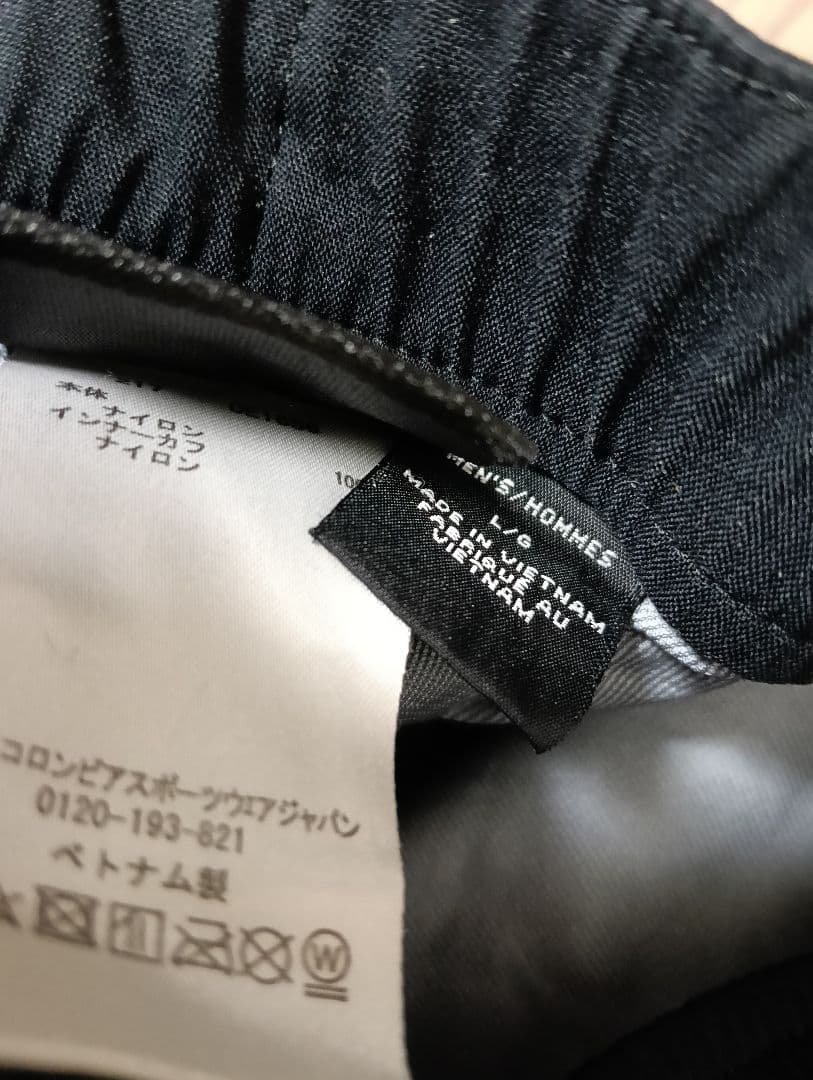 本体
ナイロン
インナーカフ
ナイロン
MEN'S/HOMMES
L/G
MADE IN VIETNAM
FABRIQUÉ AU
VIETNAM
コロンビアスポーツウエアジャパン
0120-193-821
ベトナム製
W